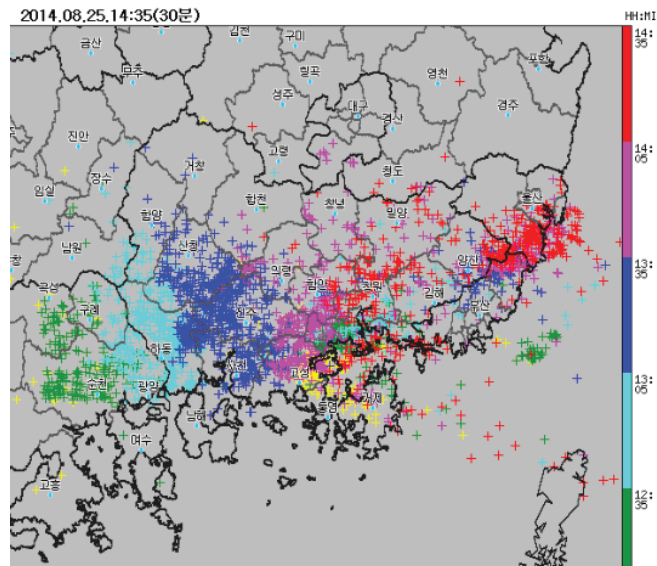 2014.08.25.14:35(30분)
HH:MI
14
35
14
05
13
35
13
05
12
35
김천
구미
금산
포항
무주
칠곡
영천
성주
대구
경주
경산
진안
고령
청도
거창
장수
임실
합천
창녕
울산
함양
밀양
남원
산청
의령
양산
함안
창원
김해
곡성
구례
진주
부산
하동
사천
고성
순천
광양
거제
통영
남해
여수
고흥